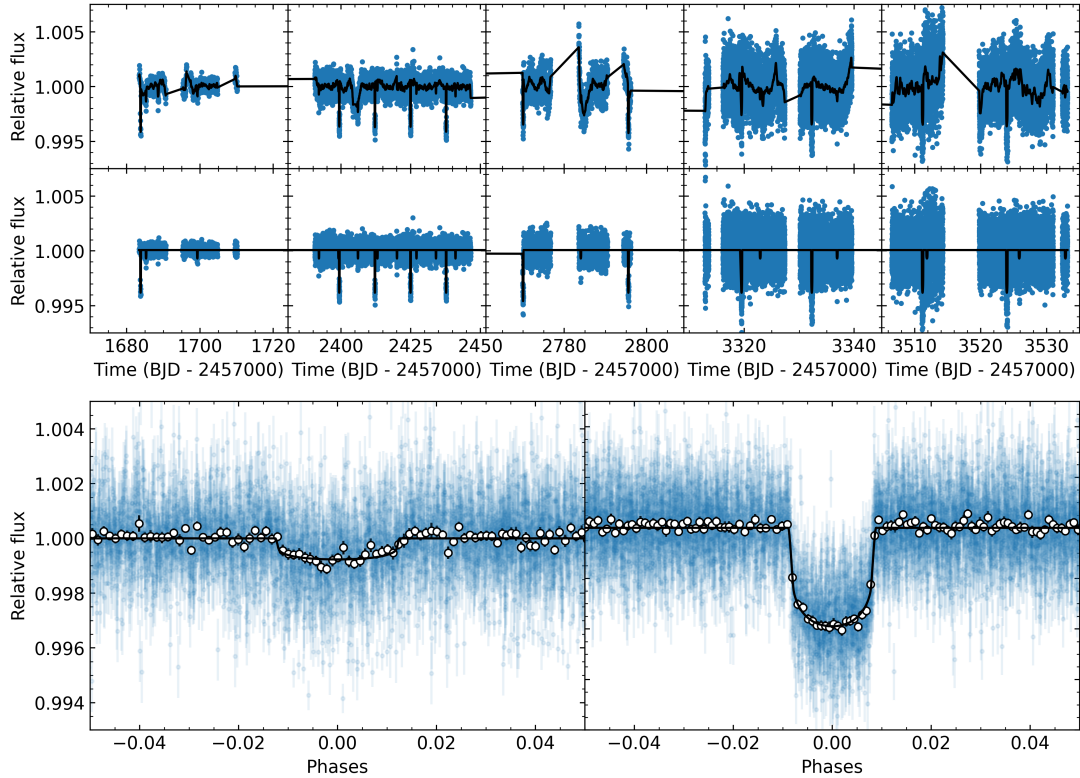 1.005
1.000
0.995
Relative flux
1.005
1.000
0.995
Relative flux
1680 1700 1720 2400 2425 2450 2780 2800 3320 3340 3510 3520 3530
Time (BJD - 2457000) Time (BJD - 2457000) Time (BJD - 2457000) Time (BJD - 2457000) Time (BJD - 2457000)
1.004
1.002
1.000
0.998
0.996
0.994
Relative flux
−0.04 −0.02 0.00 0.02 0.04 −0.04 −0.02 0.00 0.02 0.04
Phases Phases